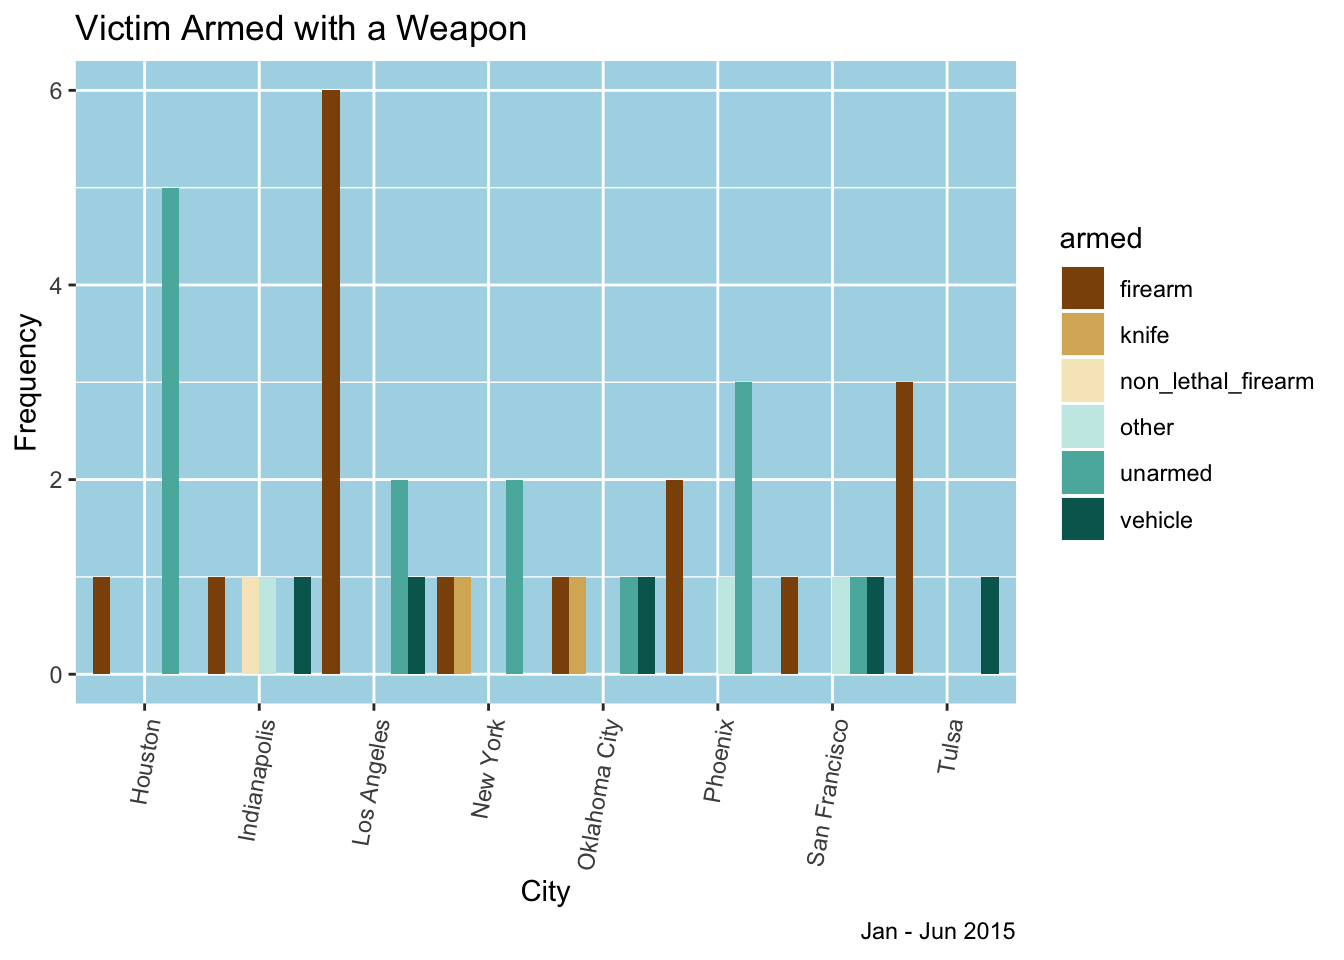 Victim Armed with a Weapon
Frequency
6
4
2
0
Houston
Indianapolis
Los Angeles
New York
Oklahoma City
Phoenix
San Francisco
Tulsa
City
Jan - Jun 2015
armed
firearm
knife
non_lethal_firearm
other
unarmed
vehicle